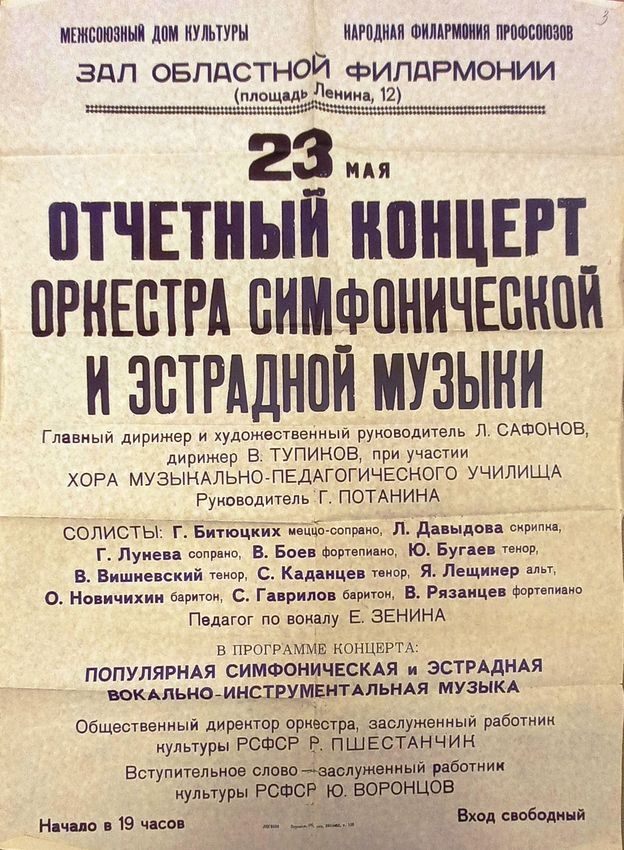 3
МЕЖСОЮЗНЫЙ ДОМ КУЛЬТУРЫ НАРОДНАЯ ФИЛАРМОНИЯ ПРОФСОЮЗОВ
ЗАЛ ОБЛАСТНОЙ ФИЛАРМОНИИ
(площадь Ленина, 12)
23 МАЯ
ОТЧЕТНЫЙ КОНЦЕРТ
ОРКЕСТРА СИМФОНИЧЕСКОЙ
И ЭСТРАДНОЙ МУЗЫКИ
Главный дирижер и художественный руководитель Л. САФОНОВ,
дирижер В. ТУПИКОВ, при участии
ХОРА МУЗЫКАЛЬНО-ПЕДАГОГИЧЕСКОГО УЧИЛИЩА
Руководитель Г. ПОТАНИНА
СОЛИСТЫ: Г. Битюцких меццо-сопрано, Л. Давыдова скрипка,
Г. Лунева сопрано, В. Боев фортепиано, Ю. Бугаев тенор,
В. Вишневский тенор, С. Каданцев тенор, Я. Лещинер альт,
О. Новичихин баритон, С. Гаврилов баритон, В. Рязанцев фортепиано
Педагог по вокалу Е. ЗЕНИНА
В ПРОГРАММЕ КОНЦЕРТА:
ПОПУЛЯРНАЯ СИМФОНИЧЕСКАЯ и ЭСТРАДНАЯ
ВОКАЛЬНО-ИНСТРУМЕНТАЛЬНАЯ МУЗЫКА
Общественный директор оркестра, заслуженный работник
культуры РСФСР Р. ПШЕСТАНЧИК
Вступительное слово — заслуженный работник
культуры РСФСР Ю. ВОРОНЦОВ
Начало в 19 часов Вход свободный